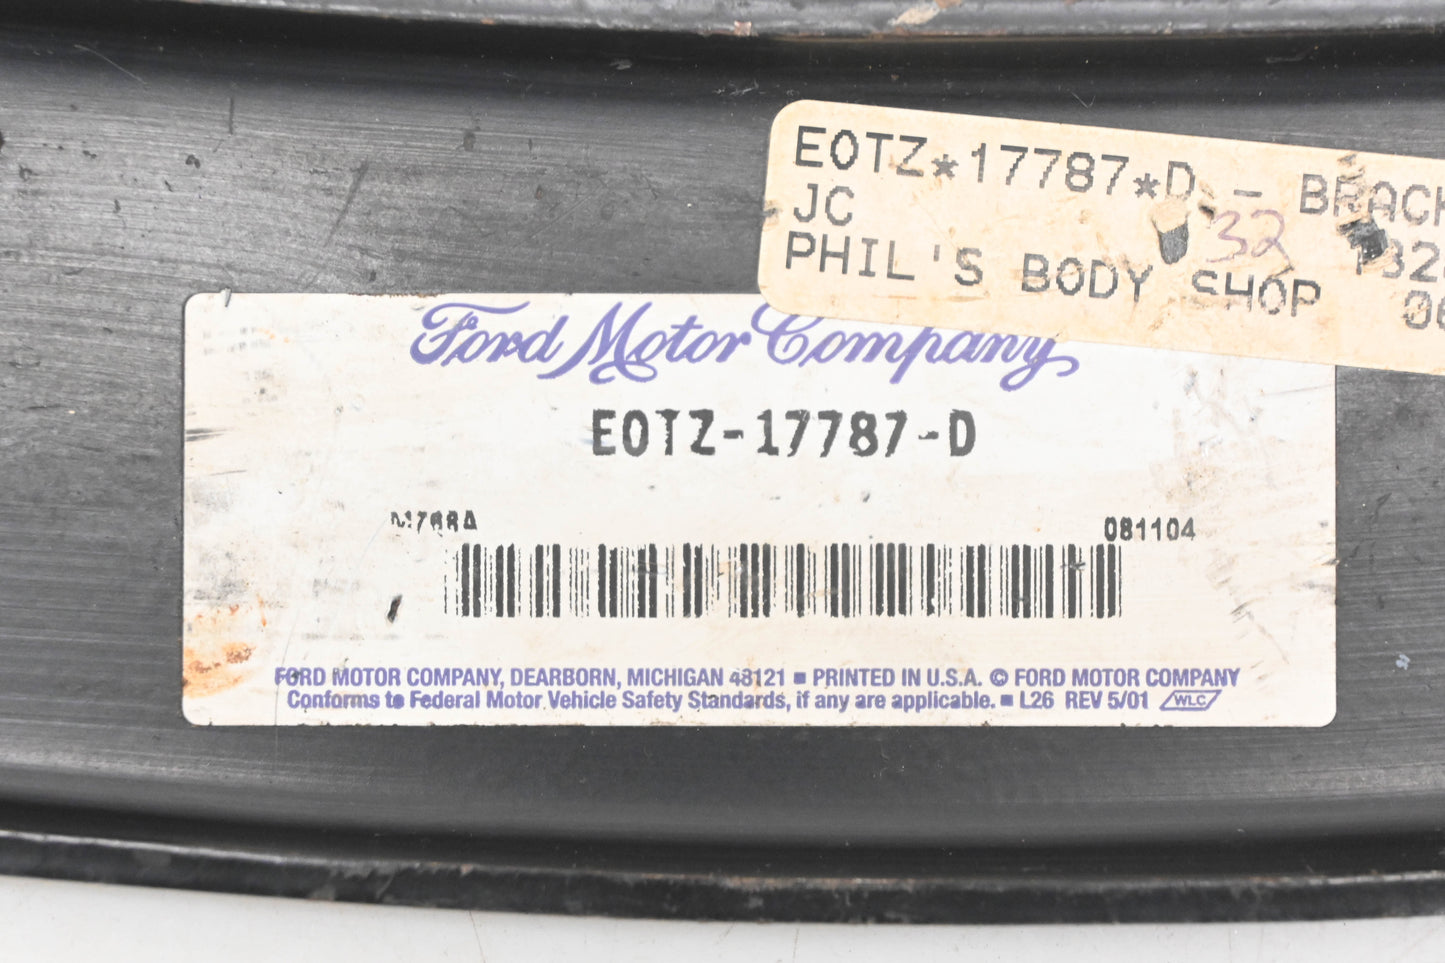 E0TZ*17787*D - BRACK
JC
PHIL'S BODY SHOP
32
Ford Motor Company
E0TZ-17787-D
081104
FORD MOTOR COMPANY, DEARBORN, MICHIGAN 48121 ■ PRINTED IN U.S.A. © FORD MOTOR COMPANY
Conforms to Federal Motor Vehicle Safety Standards, if any are applicable. ■ L26 REV 5/01 WLC